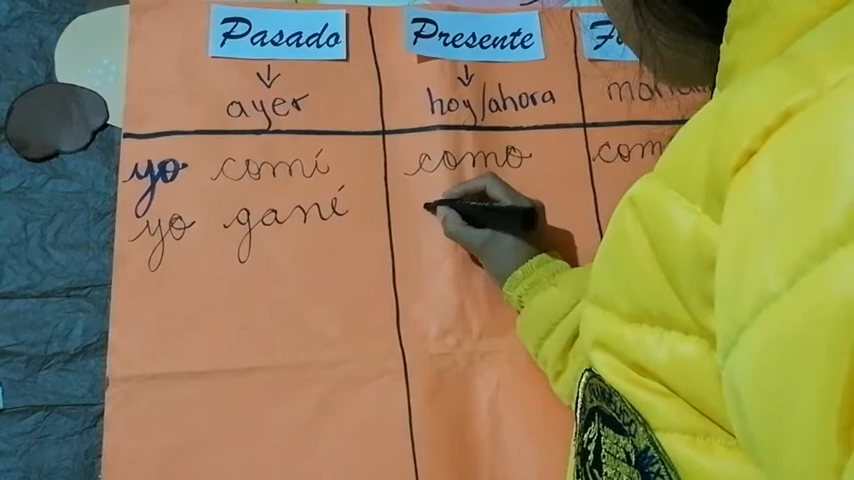 Pasado Presente
ayer hoy/ahora
yo comí como
yo gané